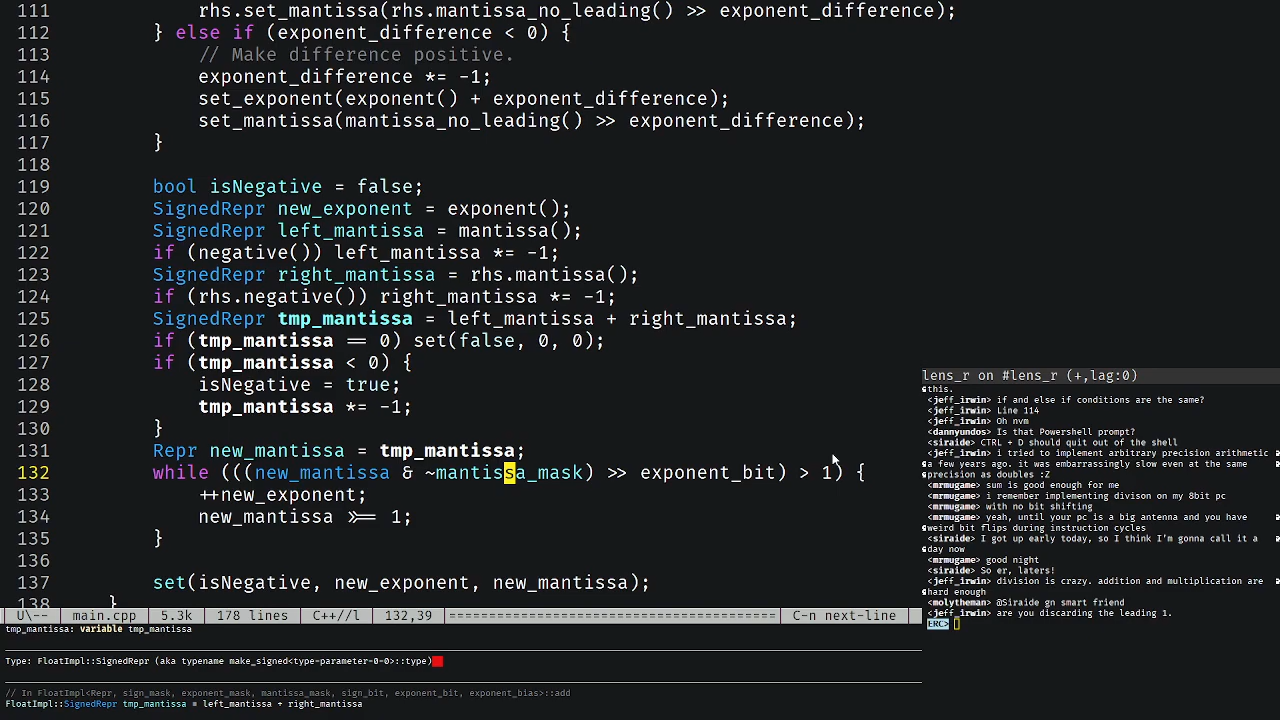 111 rhs.set_mantissa(rhs.mantissa_no_leading() >> exponent_difference);
112 } else if (exponent_difference < 0) {
113 // Make difference positive.
114 exponent_difference *= -1;
115 set_exponent(exponent() + exponent_difference);
116 set_mantissa(mantissa_no_leading() >> exponent_difference);
117 }
118
119 bool isNegative = false;
120 SignedRepr new_exponent = exponent();
121 SignedRepr left_mantissa = mantissa();
122 if (negative()) left_mantissa *= -1;
123 SignedRepr right_mantissa = rhs.mantissa();
124 if (rhs.negative()) right_mantissa *= -1;
125 SignedRepr tmp_mantissa = left_mantissa + right_mantissa;
126 if (tmp_mantissa == 0) set(false, 0, 0);
127 if (tmp_mantissa < 0) {
128 isNegative = true;
129 tmp_mantissa *= -1;
130 }
131 Repr new_mantissa = tmp_mantissa;
132 while (((new_mantissa & ~mantissa_mask) >> exponent_bit) > 1) {
133 ++new_exponent;
134 new_mantissa >>= 1;
135 }
136
137 set(isNegative, new_exponent, new_mantissa);
138 }
U\-- main.cpp 5.3k 178 lines C++//l 132,39 C-n next-line
tmp_mantissa: variable tmp_mantissa
Type: FloatImpl::SignedRepr (aka typename make_signed<type-parameter-0-0>::type)
// In FloatImpl<Repr, sign_mask, exponent_mask, mantissa_mask, sign_bit, exponent_bit, exponent_bias>::add
FloatImpl::SignedRepr tmp_mantissa = left_mantissa + right_mantissa
lens_r on #lens_r (+,lag:0)
this.
<jeff_irwin> if and else if conditions are the same?
<jeff_irwin> Line 114
<jeff_irwin> Oh nvm
<dannyundos> Is that Powershell prompt?
<siraide> CTRL + D should quit out of the shell
<jeff_irwin> i tried to implement arbitrary precision arithmetic
a few years ago. it was embarrassingly slow even at the same
precision as doubles :Z
<mrmugame> sum is good enough for me
<mrmugame> i remember implementing divison on my 8bit pc
<mrmugame> with no bit shifting
<mrmugame> yeah, until your pc is a big antenna and you have
weird bit flips during instruction cycles
<siraide> I got up early today, so I think I'm gonna call it a
day now
<mrmugame> good night
<siraide> So er, laters!
<jeff_irwin> division is crazy. addition and multiplication are
hard enough
<molytheman> @Siraide gn smart friend
<jeff_irwin> are you discarding the leading 1.
ERC>